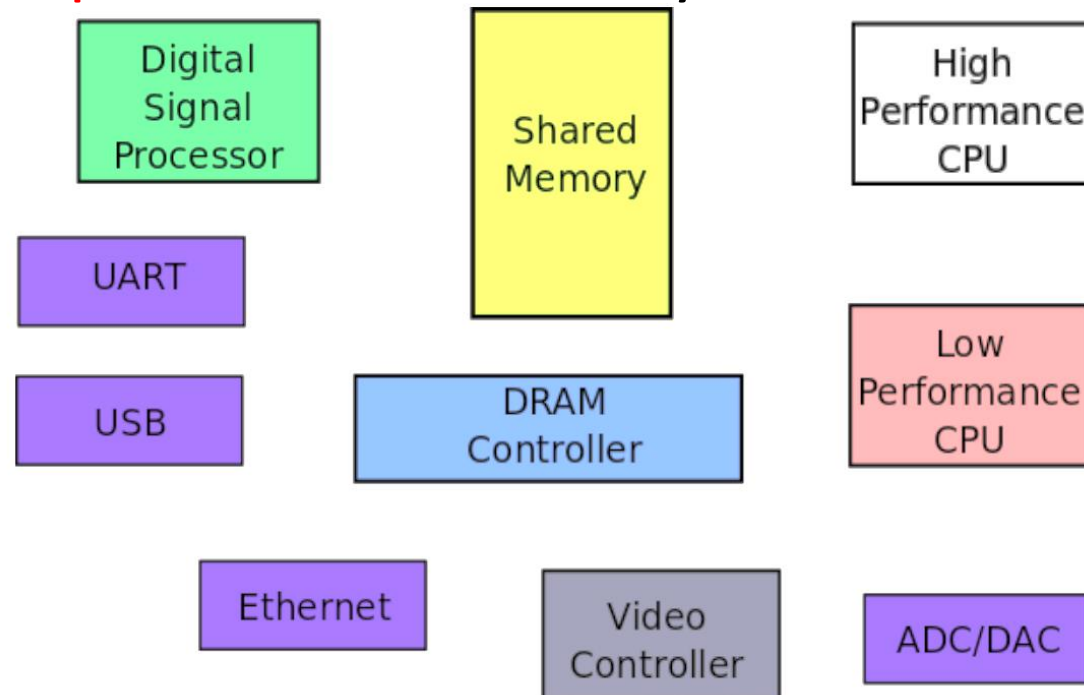 Digital
Signal
Processor
Shared
Memory
High
Performance
CPU
UART
Low
Performance
CPU
USB
DRAM
Controller
Ethernet
Video
Controller
ADC/DAC